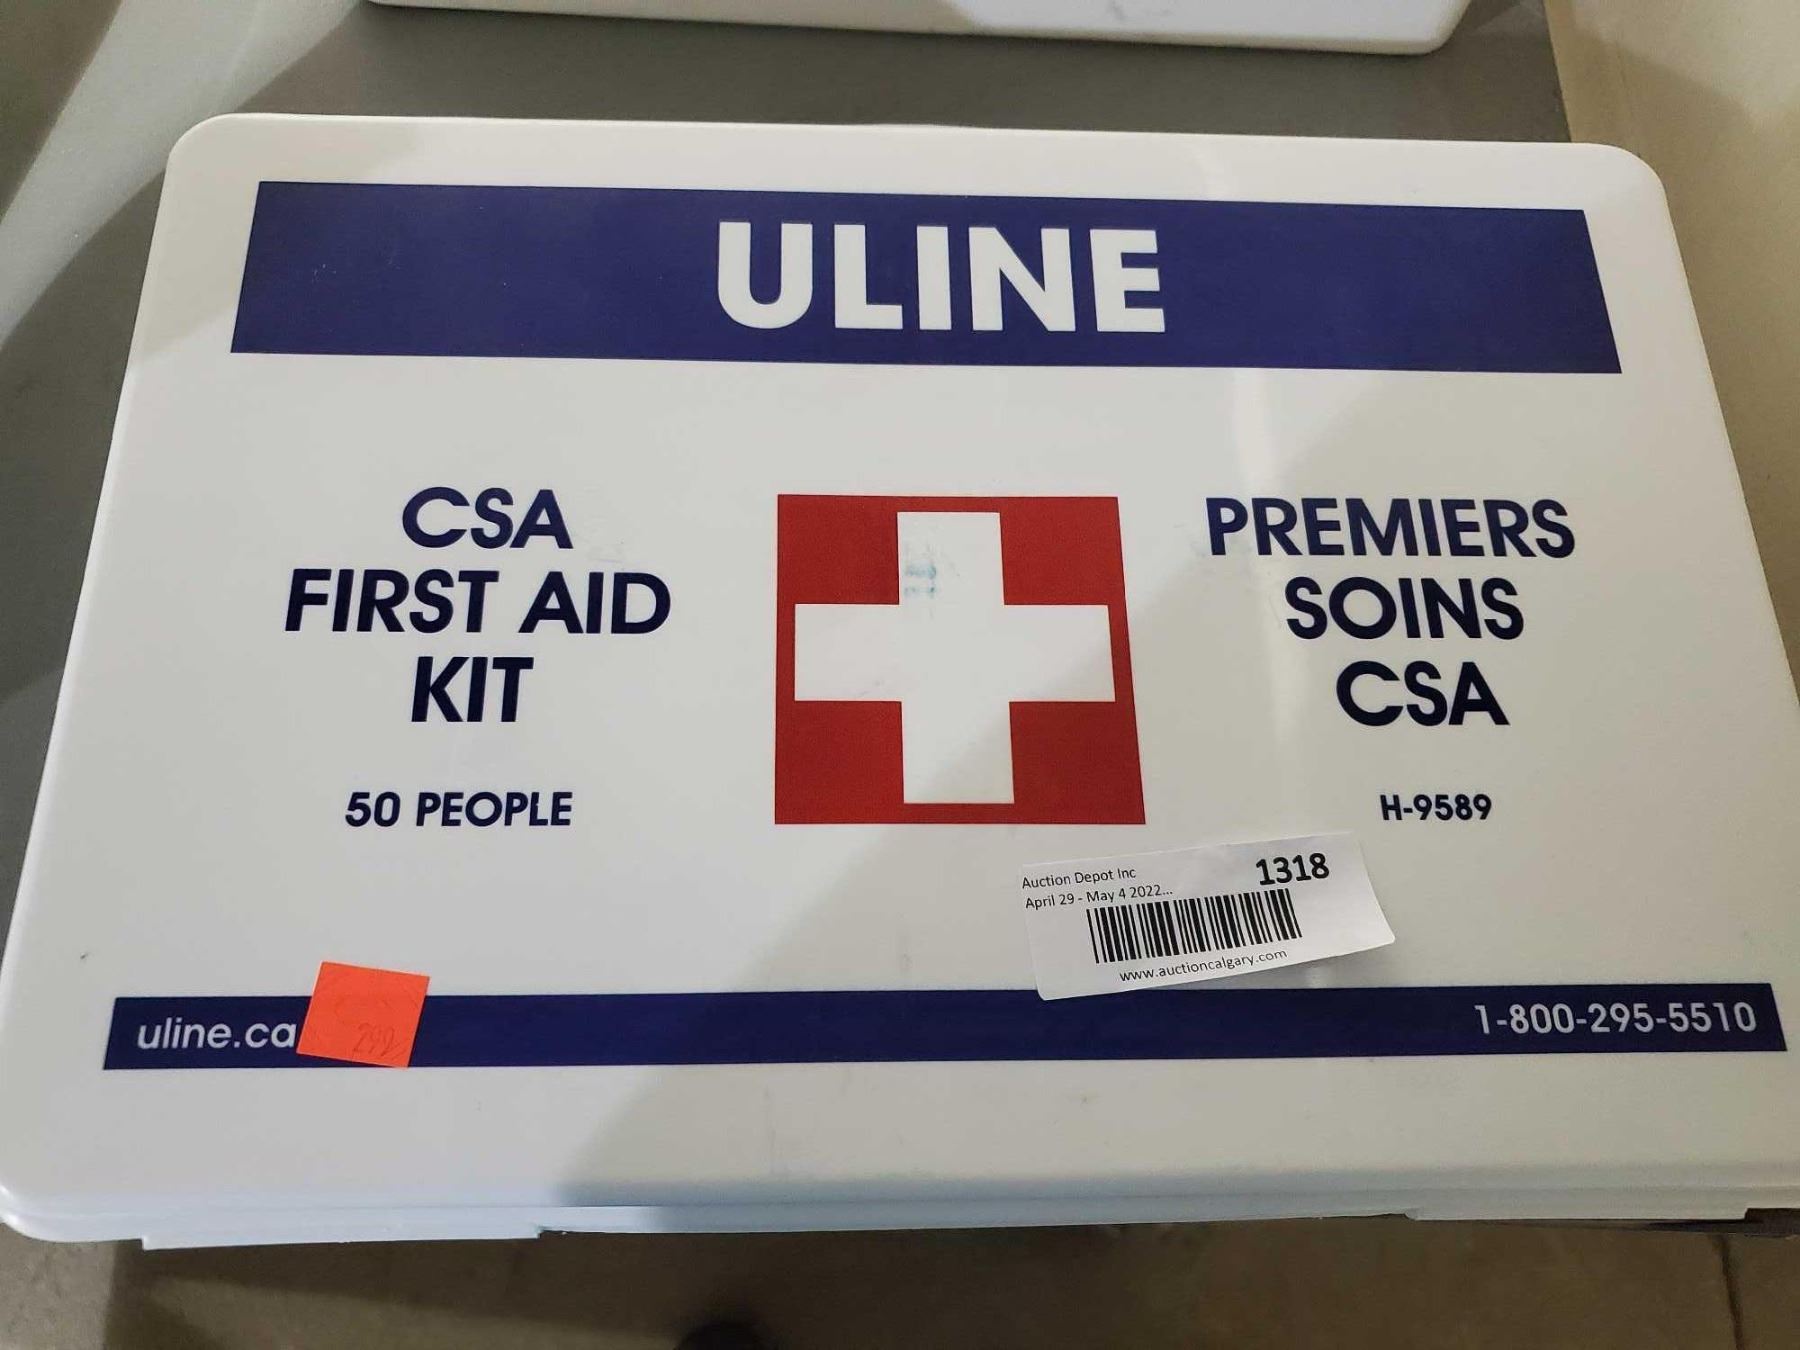 ULINE
CSA
FIRST AID
KIT
50 PEOPLE
PREMIERS
SOINS
CSA
H-9589
Auction Depot Inc
1318
April 29 - May 4 2022...
www.auctioncalgary.com
uline.ca
1-800-295-5510